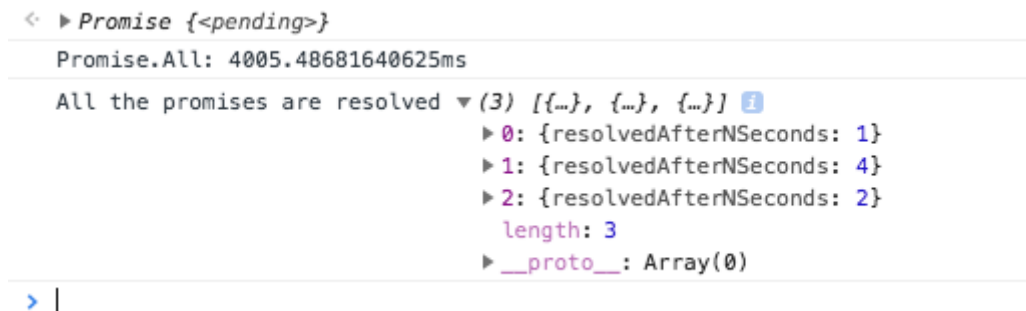 Promise {<pending>}
Promise.All: 4005.48681640625ms
All the promises are resolved (3) [{…}, {…}, {…}] i
0: {resolvedAfterNSeconds: 1}
1: {resolvedAfterNSeconds: 4}
2: {resolvedAfterNSeconds: 2}
length: 3
__proto__: Array(0)